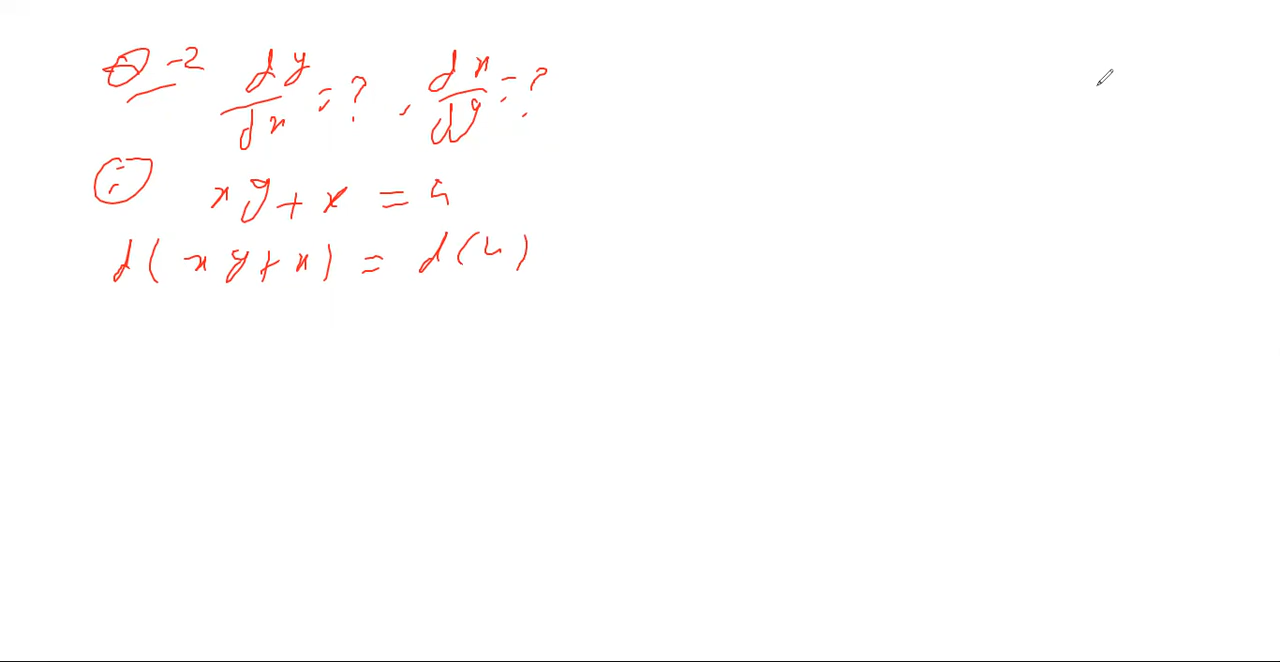 Q-2 dy/dx = ? , dx/dy = ?
xy + x = 4
d(xy+x) = d(4)